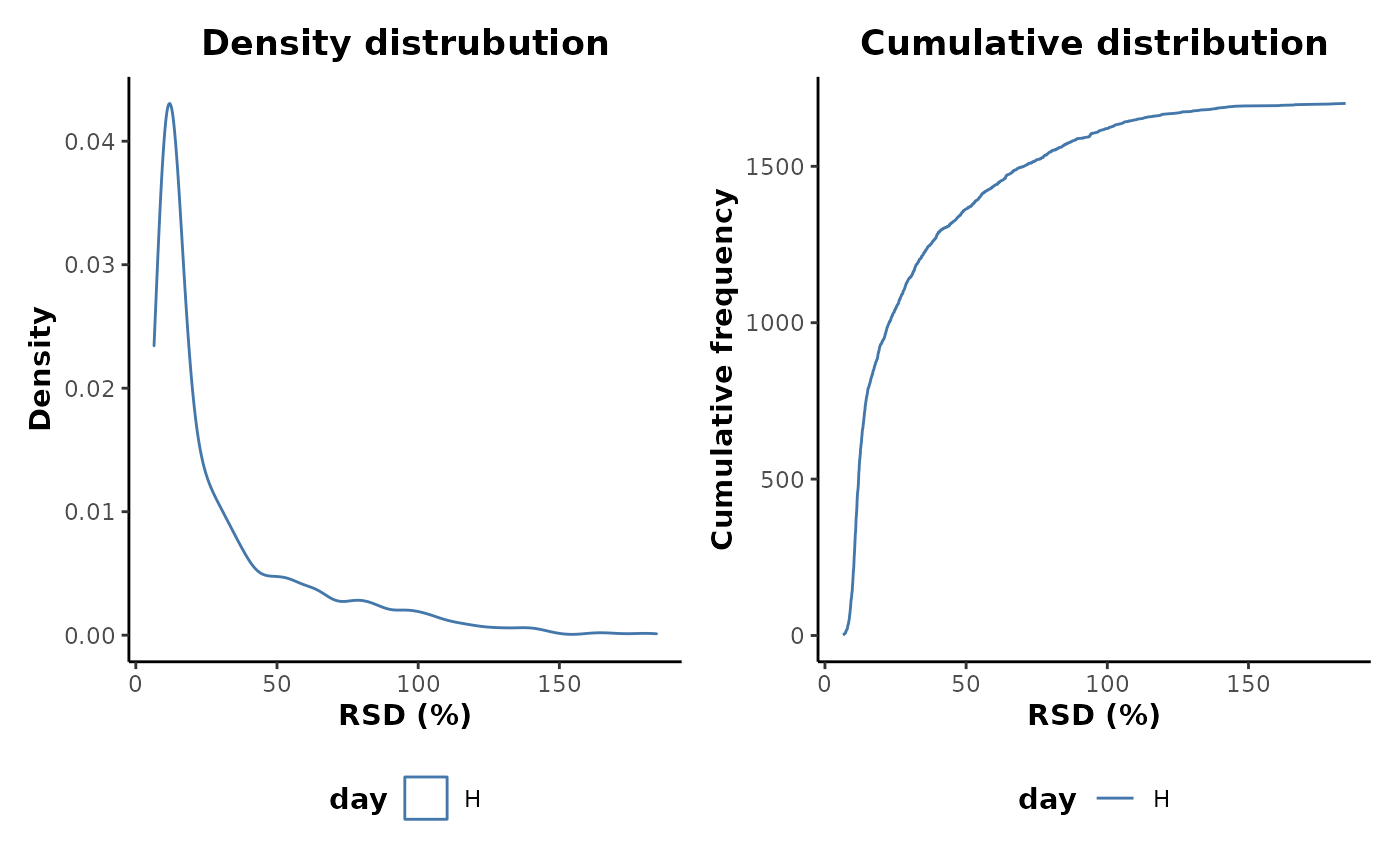 Density distrubution
Density
0.04
0.03
0.02
0.01
0.00
0 50 100 150
RSD (%)
day H
Cumulative distribution
Cumulative frequency
1500
1000
500
0
0 50 100 150
RSD (%)
day H